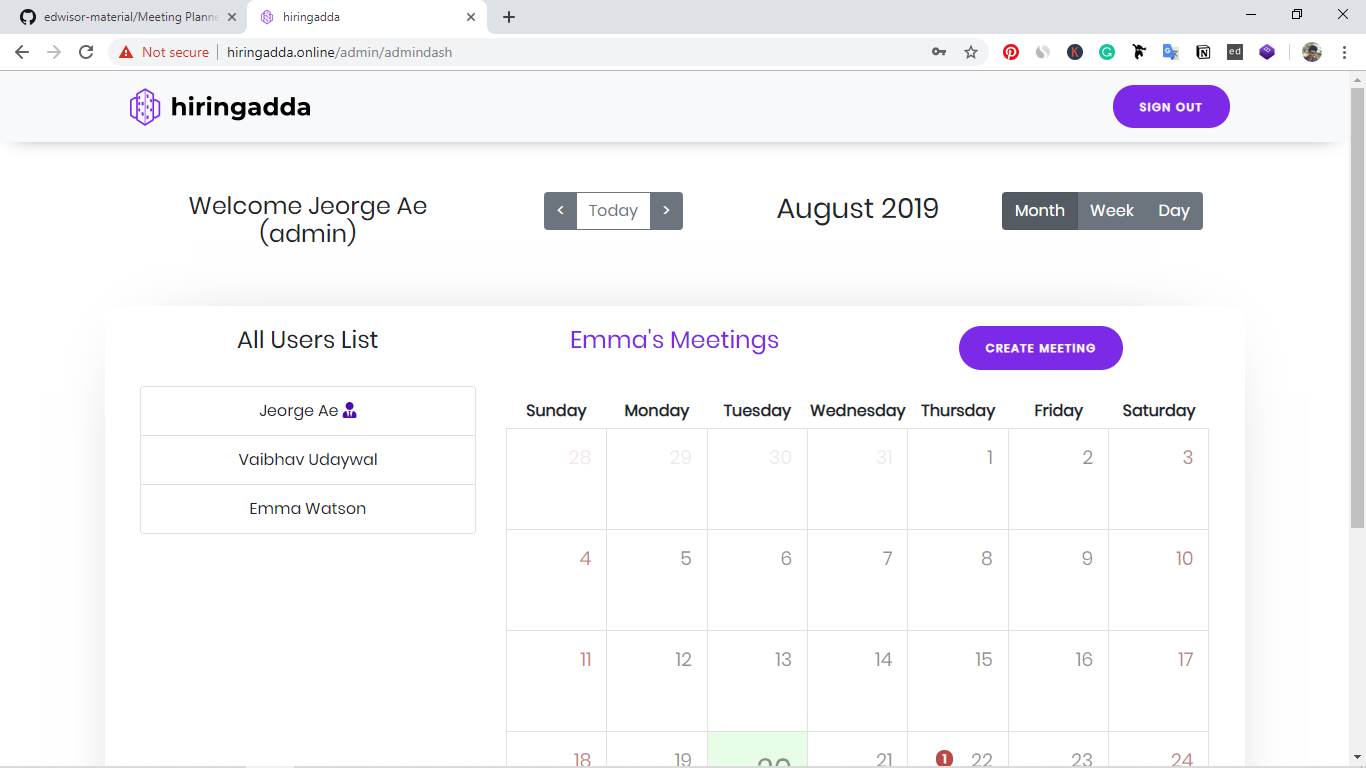 edwisor-material/Meeting Planne
hiringadda
Not secure
hiringadda.online/admin/admindash
hiringadda
SIGN OUT
Welcome Jeorge Ae
(admin)
< Today >
August 2019
Month Week Day
All Users List
Emma's Meetings
CREATE MEETING
Jeorge Ae
Vaibhav Udaywal
Emma Watson
Sunday Monday Tuesday Wednesday Thursday Friday Saturday
28 29 30 31 1 2 3
4 5 6 7 8 9 10
11 12 13 14 15 16 17
18 19 20 21 1 22 23 24